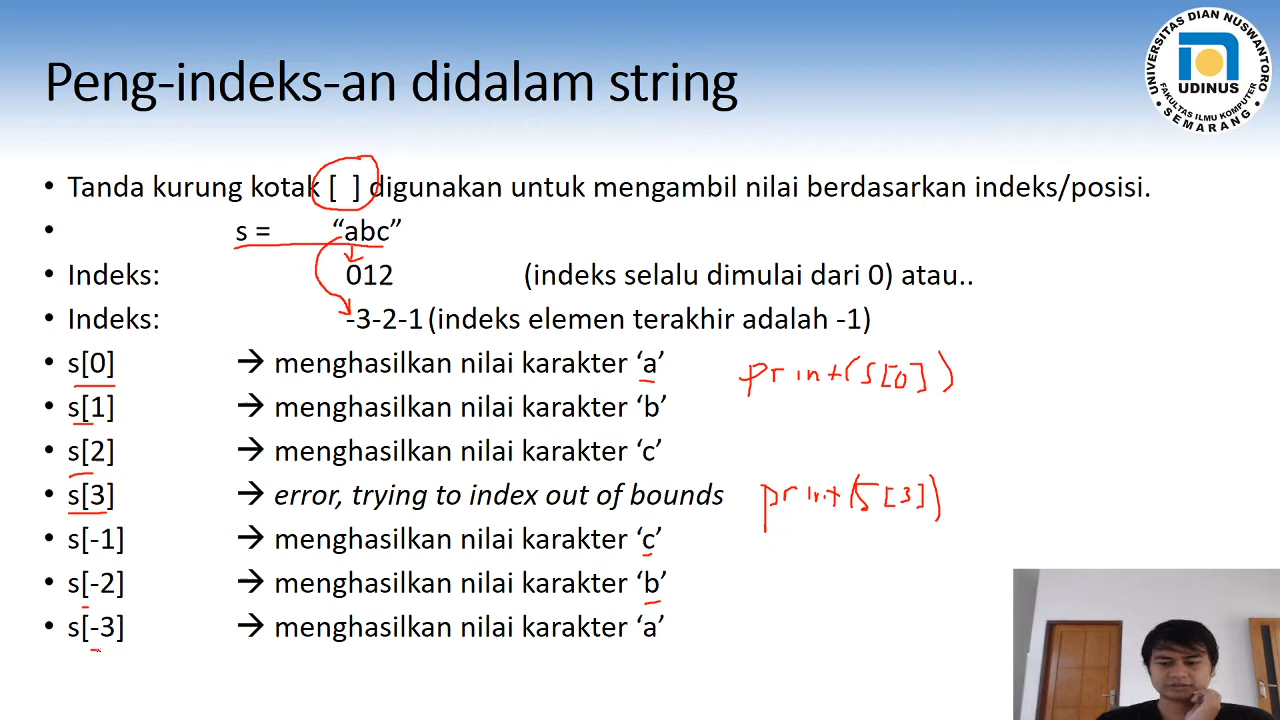 Peng-indeks-an didalam string
UNIVERSITAS DIAN NUSWANTORO
UDINUS
FAKULTAS ILMU KOMPUTER
• SEMARANG •
• Tanda kurung kotak [ ] digunakan untuk mengambil nilai berdasarkan indeks/posisi.
• s = “abc”
• Indeks: 012 (indeks selalu dimulai dari 0) atau..
• Indeks: -3-2-1 (indeks elemen terakhir adalah -1)
• s[0] → menghasilkan nilai karakter ‘a’ print(s[0])
• s[1] → menghasilkan nilai karakter ‘b’
• s[2] → menghasilkan nilai karakter ‘c’
• s[3] → error, trying to index out of bounds print(s[3])
• s[-1] → menghasilkan nilai karakter ‘c’
• s[-2] → menghasilkan nilai karakter ‘b’
• s[-3] → menghasilkan nilai karakter ‘a’